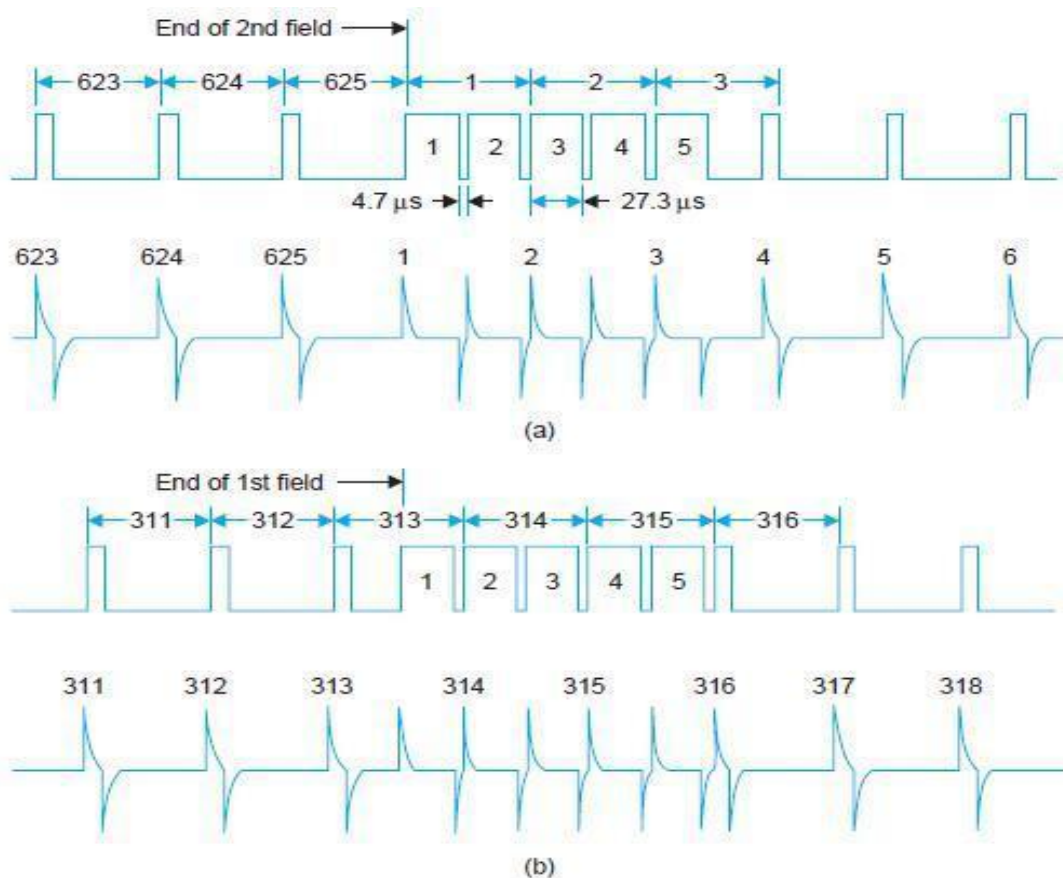 End of 2nd field
623 624 625 1 2 3
1 2 3 4 5
4.7 µs 27.3 µs
623 624 625 1 2 3 4 5 6
(a)
End of 1st field
311 312 313 314 315 316
1 2 3 4 5
311 312 313 314 315 316 317 318
(b)